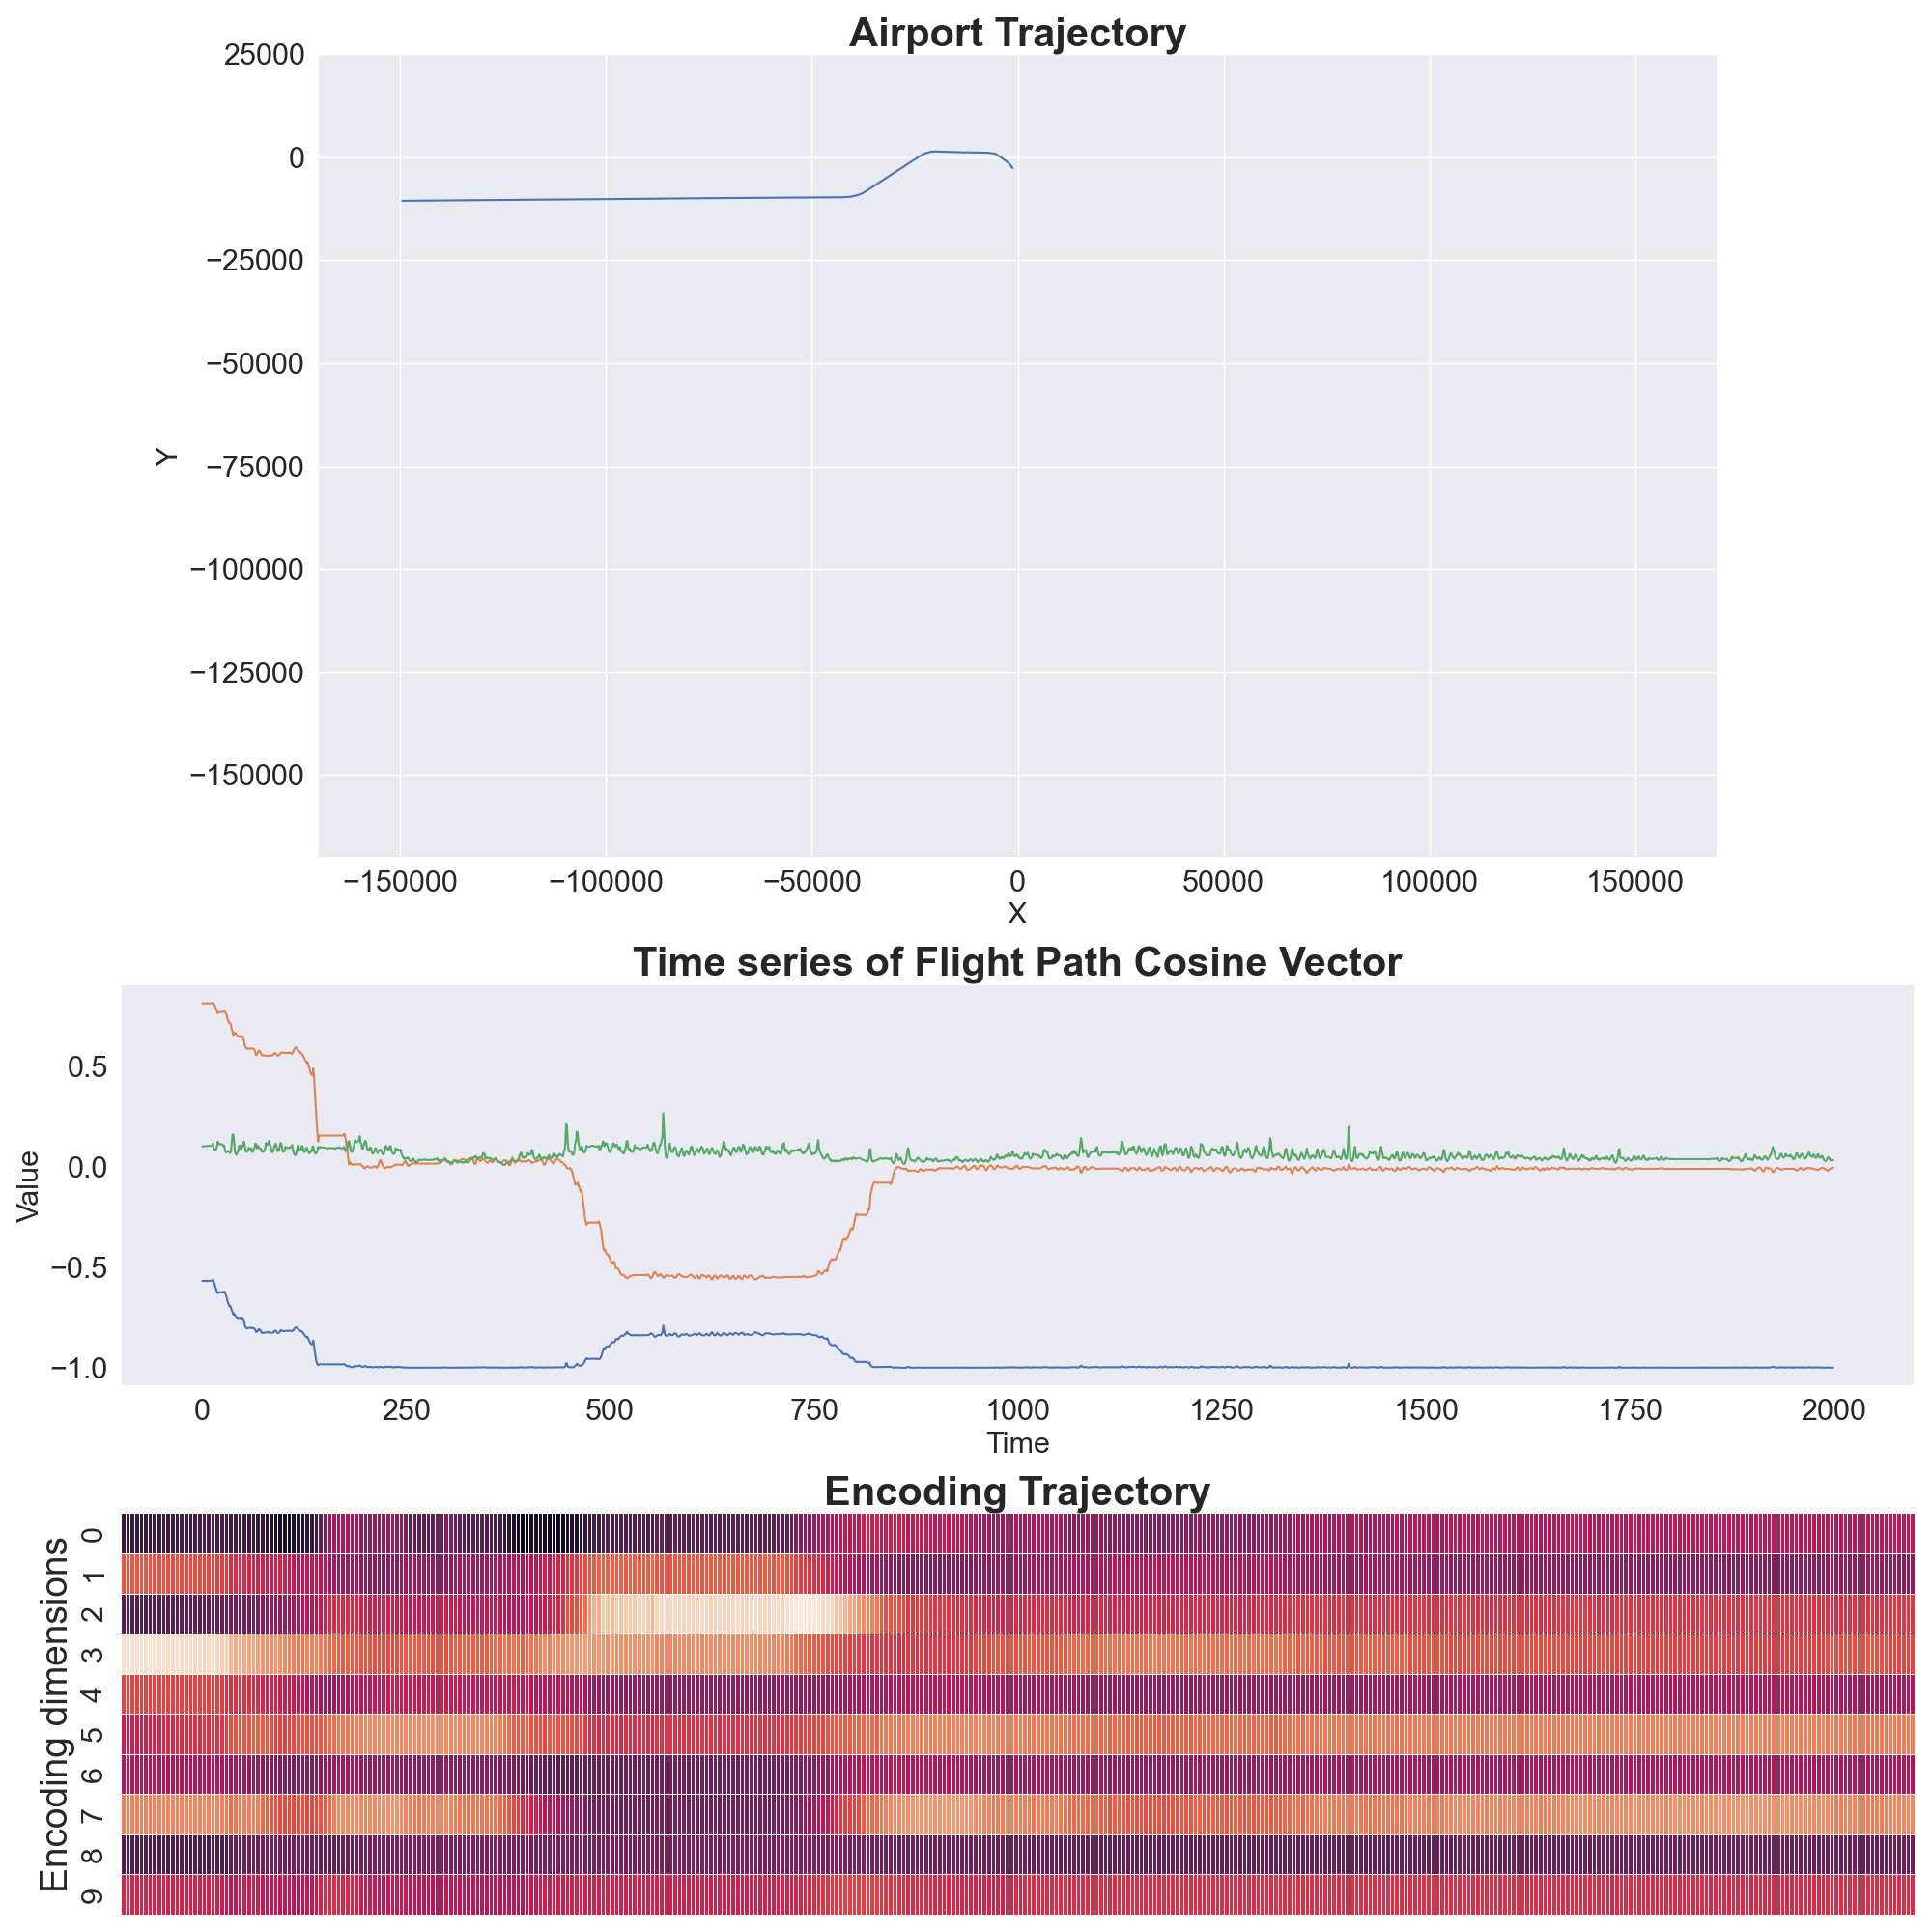 Airport Trajectory
25000
0
−25000
−50000
−75000
−100000
−125000
−150000
Y
−150000 −100000 −50000 0 50000 100000 150000
X
Time series of Flight Path Cosine Vector
0.5
0.0
−0.5
−1.0
Value
0 250 500 750 1000 1250 1500 1750 2000
Time
Encoding Trajectory
Encoding dimensions
0
1
2
3
4
5
6
7
8
9